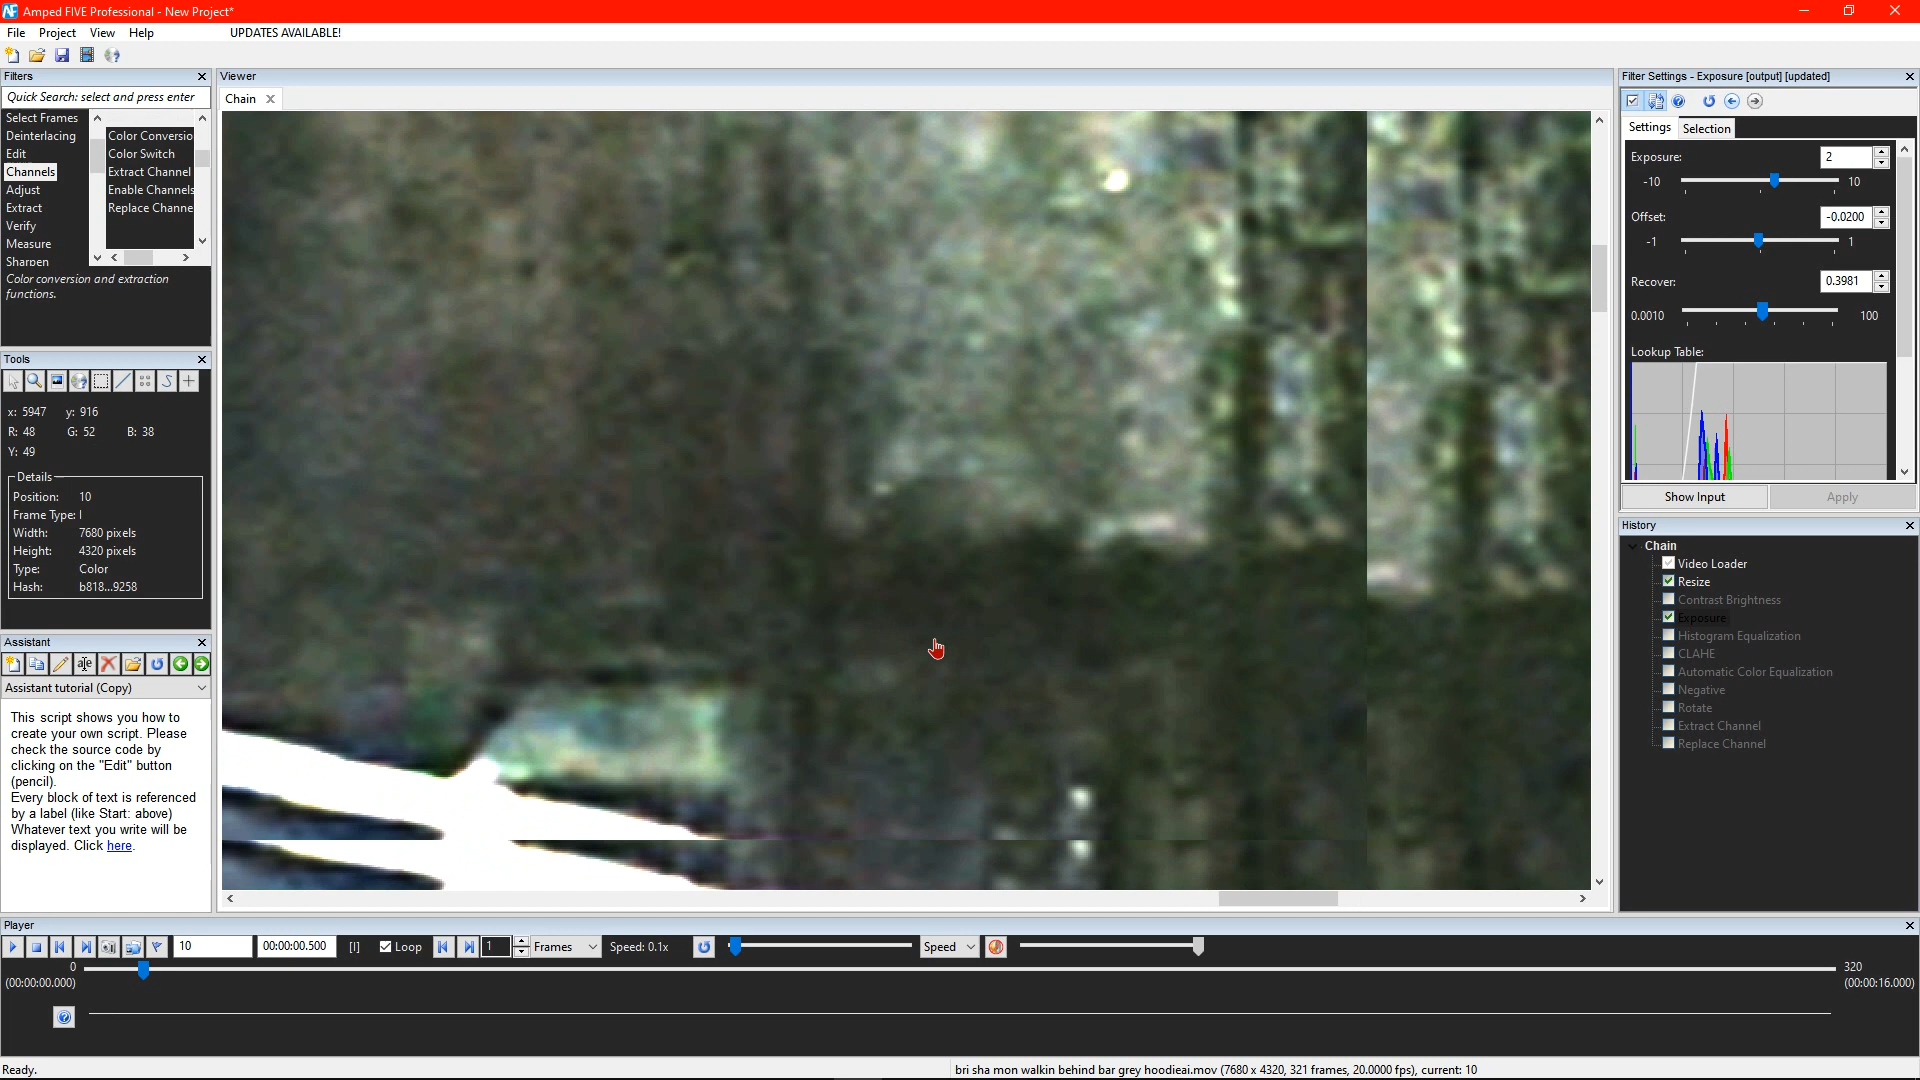 Amped FIVE Professional - New Project*
File Project View Help UPDATES AVAILABLE!
Filters
Quick Search: select and press enter
Select Frames
Deinterlacing
Edit
Channels
Adjust
Extract
Verify
Measure
Sharpen
Color Conversio
Color Switch
Extract Channel
Enable Channels
Replace Channe
Color conversion and extraction
functions.
Tools
x: 5947 y: 916
R: 48 G: 52 B: 38
Y: 49
Details
Position: 10
Frame Type: I
Width: 7680 pixels
Height: 4320 pixels
Type: Color
Hash: b818...9258
Assistant
Assistant tutorial (Copy)
This script shows you how to
create your own script. Please
check the source code by
clicking on the "Edit" button
(pencil).
Every block of text is referenced
by a label (like Start: above)
Whatever text you write will be
displayed. Click here.
Viewer
Chain
Filter Settings - Exposure [output] [updated]
Settings Selection
Exposure: 2
-10 10
Offset: -0.0200
-1 1
Recover: 0.3981
0.0010 100
Lookup Table:
Show Input Apply
History
Chain
Video Loader
Resize
Contrast Brightness
Exposure
Histogram Equalization
CLAHE
Automatic Color Equalization
Negative
Rotate
Extract Channel
Replace Channel
Player
10 00:00:00.500 [I] Loop 1 Frames Speed: 0.1x Speed
0 320
(00:00:00.000) (00:00:16.000)
Ready. bri sha mon walkin behind bar grey hoodieai.mov (7680 x 4320, 321 frames, 20.0000 fps), current: 10